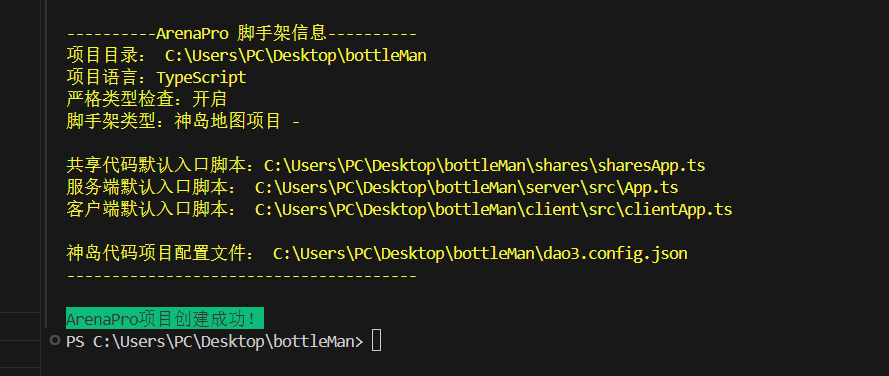 ----------ArenaPro 脚手架信息----------
项目目录： C:\Users\PC\Desktop\bottleMan
项目语言：TypeScript
严格类型检查：开启
脚手架类型：神岛地图项目 -
共享代码默认入口脚本：C:\Users\PC\Desktop\bottleMan\shares\sharesApp.ts
服务端默认入口脚本： C:\Users\PC\Desktop\bottleMan\server\src\App.ts
客户端默认入口脚本： C:\Users\PC\Desktop\bottleMan\client\src\clientApp.ts
神岛代码项目配置文件： C:\Users\PC\Desktop\bottleMan\dao3.config.json
---------------------------------------
ArenaPro项目创建成功！
PS C:\Users\PC\Desktop\bottleMan>